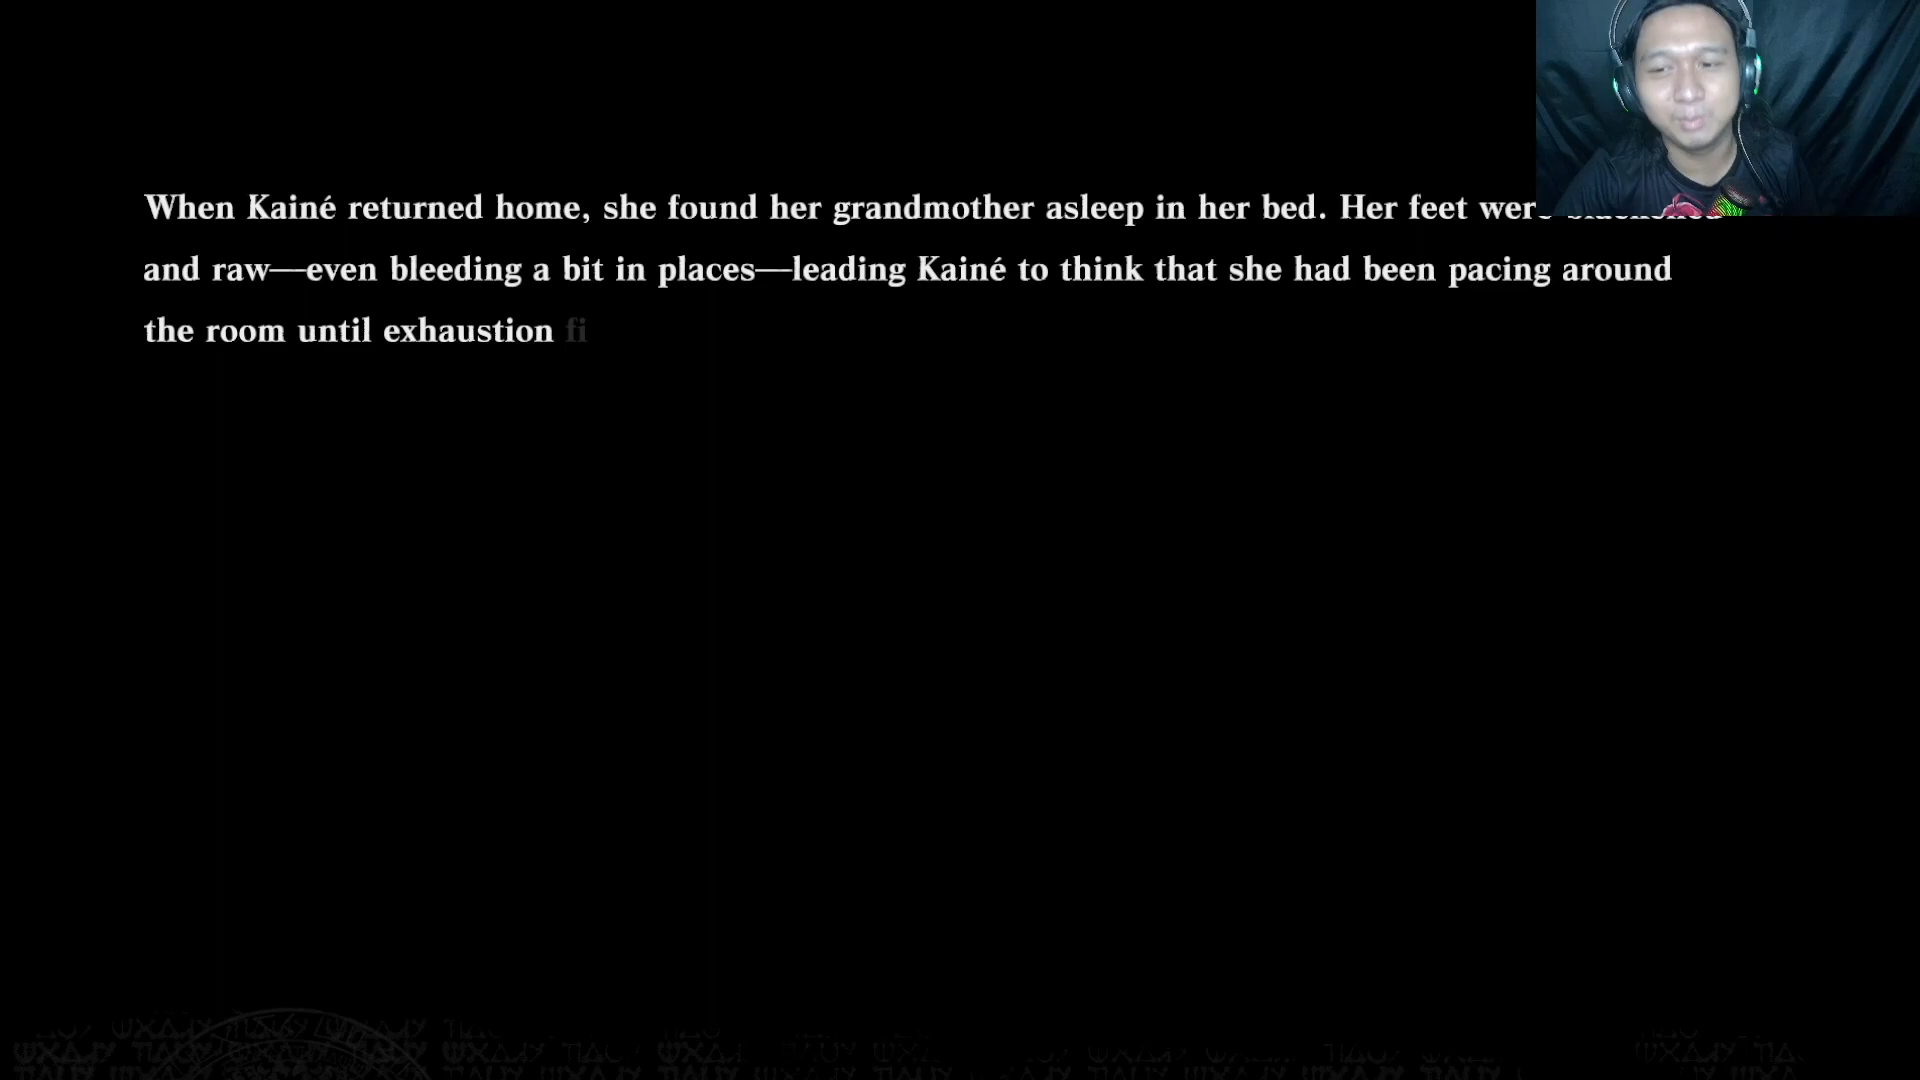 When Kainé returned home, she found her grandmother asleep in her bed. Her feet were
and raw—even bleeding a bit in places—leading Kainé to think that she had been pacing around
the room until exhaustion fi